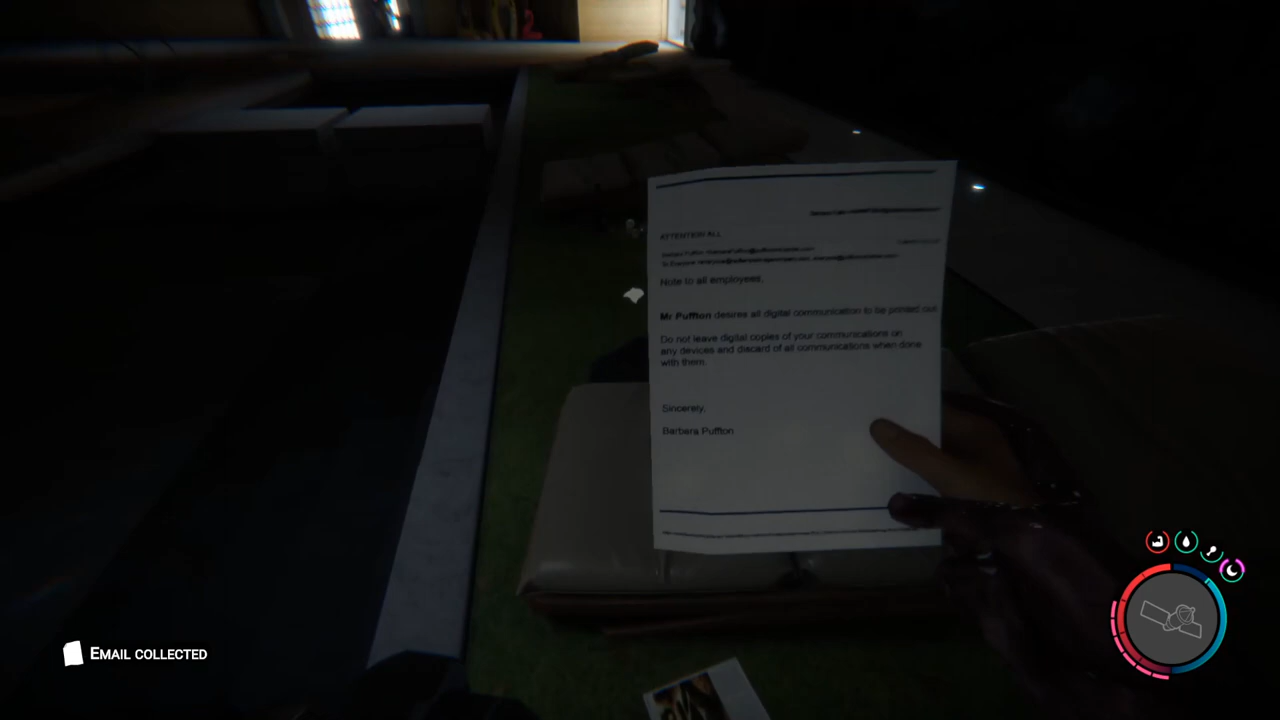 ATTENTION ALL
Note to all employees,
Mr Puffton desires all digital communication to be printed out
Do not leave digital copies of your communications on
any devices and discard of all communications when done
with them.
Sincerely,
Barbara Puffton
EMAIL COLLECTED